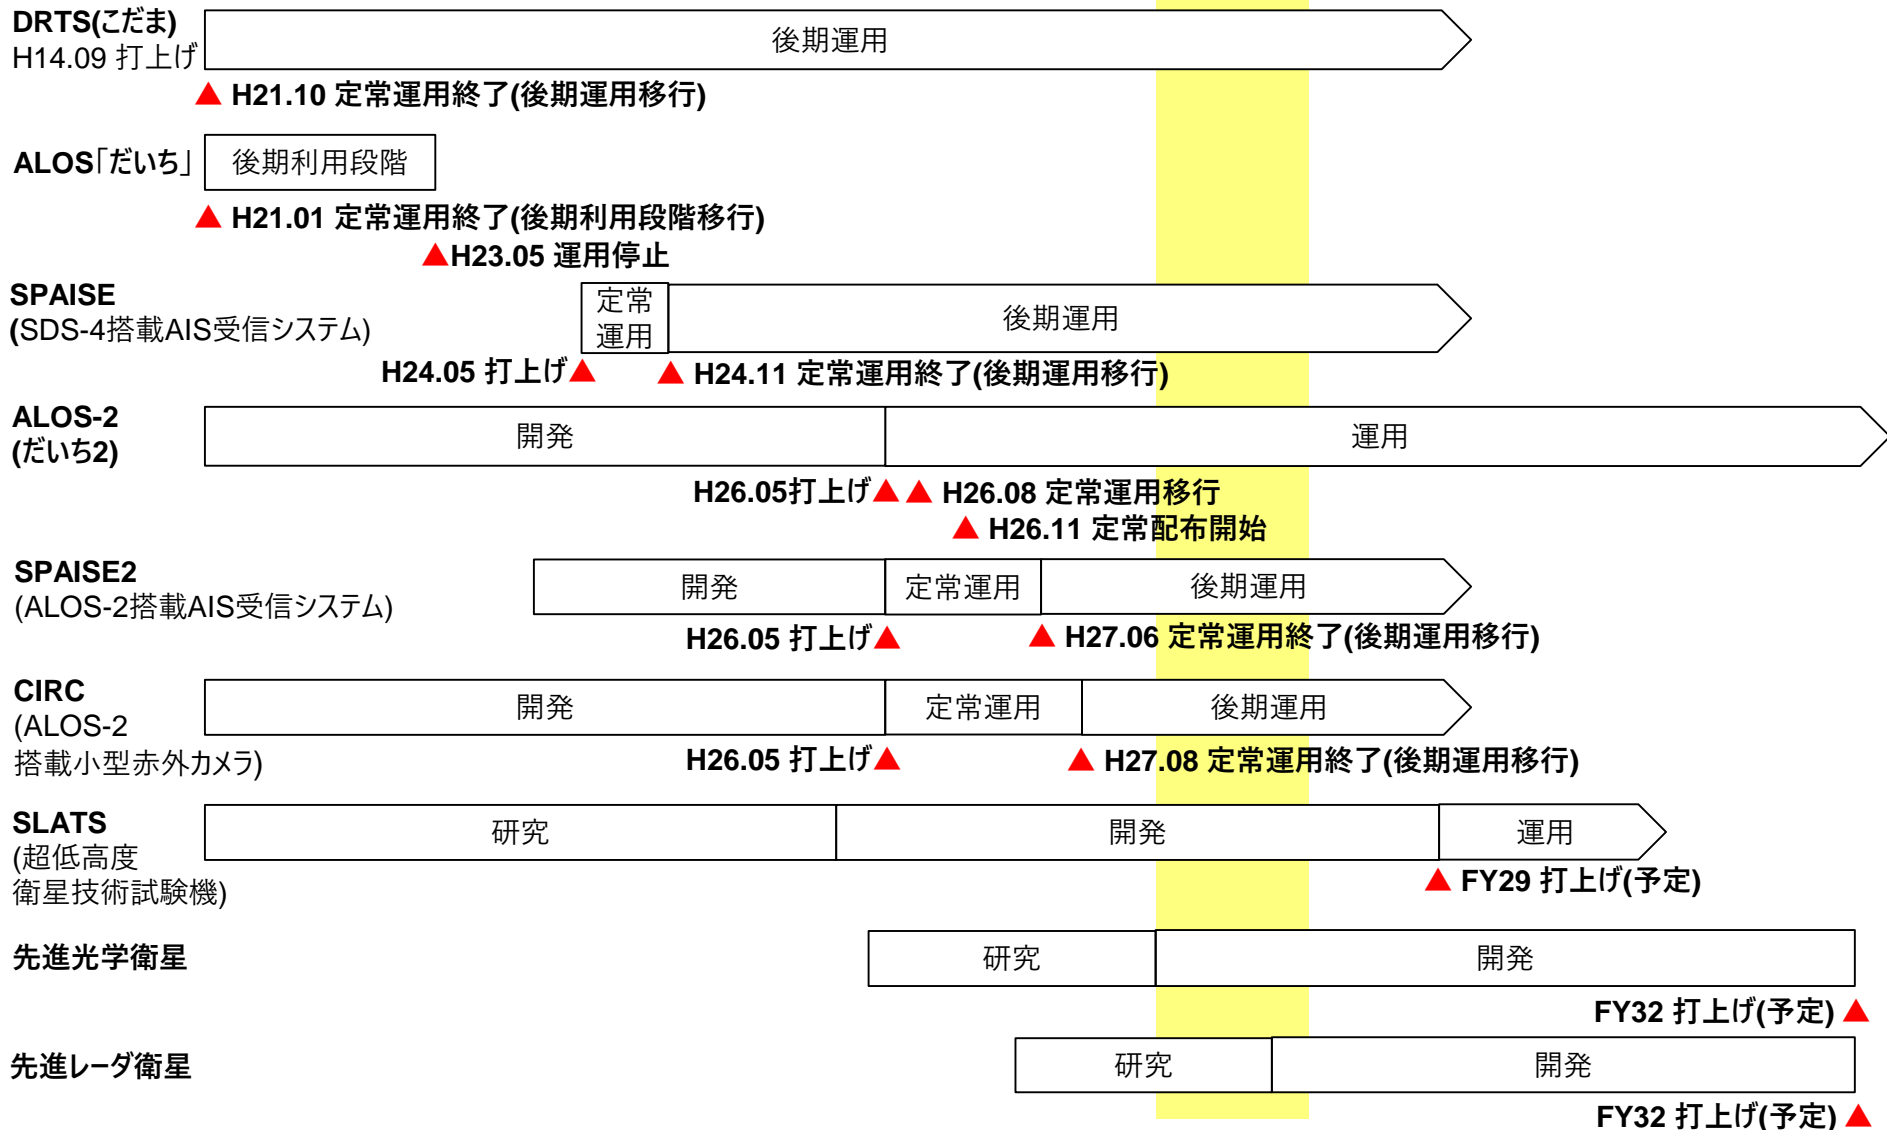 DRTS(こだま)
H14.09 打上げ
後期運用
▲ H21.10 定常運用終了(後期運用移行)
ALOS「だいち」
後期利用段階
▲ H21.01 定常運用終了(後期利用段階移行)
▲H23.05 運用停止
SPAISE
(SDS-4搭載AIS受信システム)
定常
運用
後期運用
H24.05 打上げ▲
▲ H24.11 定常運用終了(後期運用移行)
ALOS-2
(だいち2)
開発
運用
H26.05打上げ▲
▲ H26.08 定常運用移行
▲ H26.11 定常配布開始
SPAISE2
(ALOS-2搭載AIS受信システム)
開発
定常運用
後期運用
H26.05 打上げ▲
▲ H27.06 定常運用終了(後期運用移行)
CIRC
(ALOS-2
搭載小型赤外カメラ)
開発
定常運用
後期運用
H26.05 打上げ▲
▲ H27.08 定常運用終了(後期運用移行)
SLATS
(超低高度
衛星技術試験機)
研究
開発
運用
▲ FY29 打上げ(予定)
先進光学衛星
研究
開発
FY32 打上げ(予定) ▲
先進レーダ衛星
研究
開発
FY32 打上げ(予定) ▲